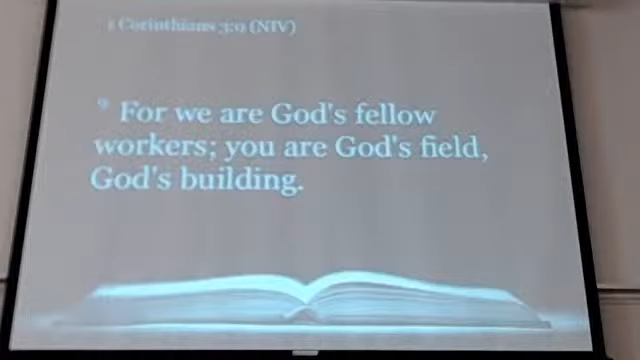 1 Corinthians 3:9 (NIV)
9 For we are God's fellow
workers; you are God's field,
God's building.